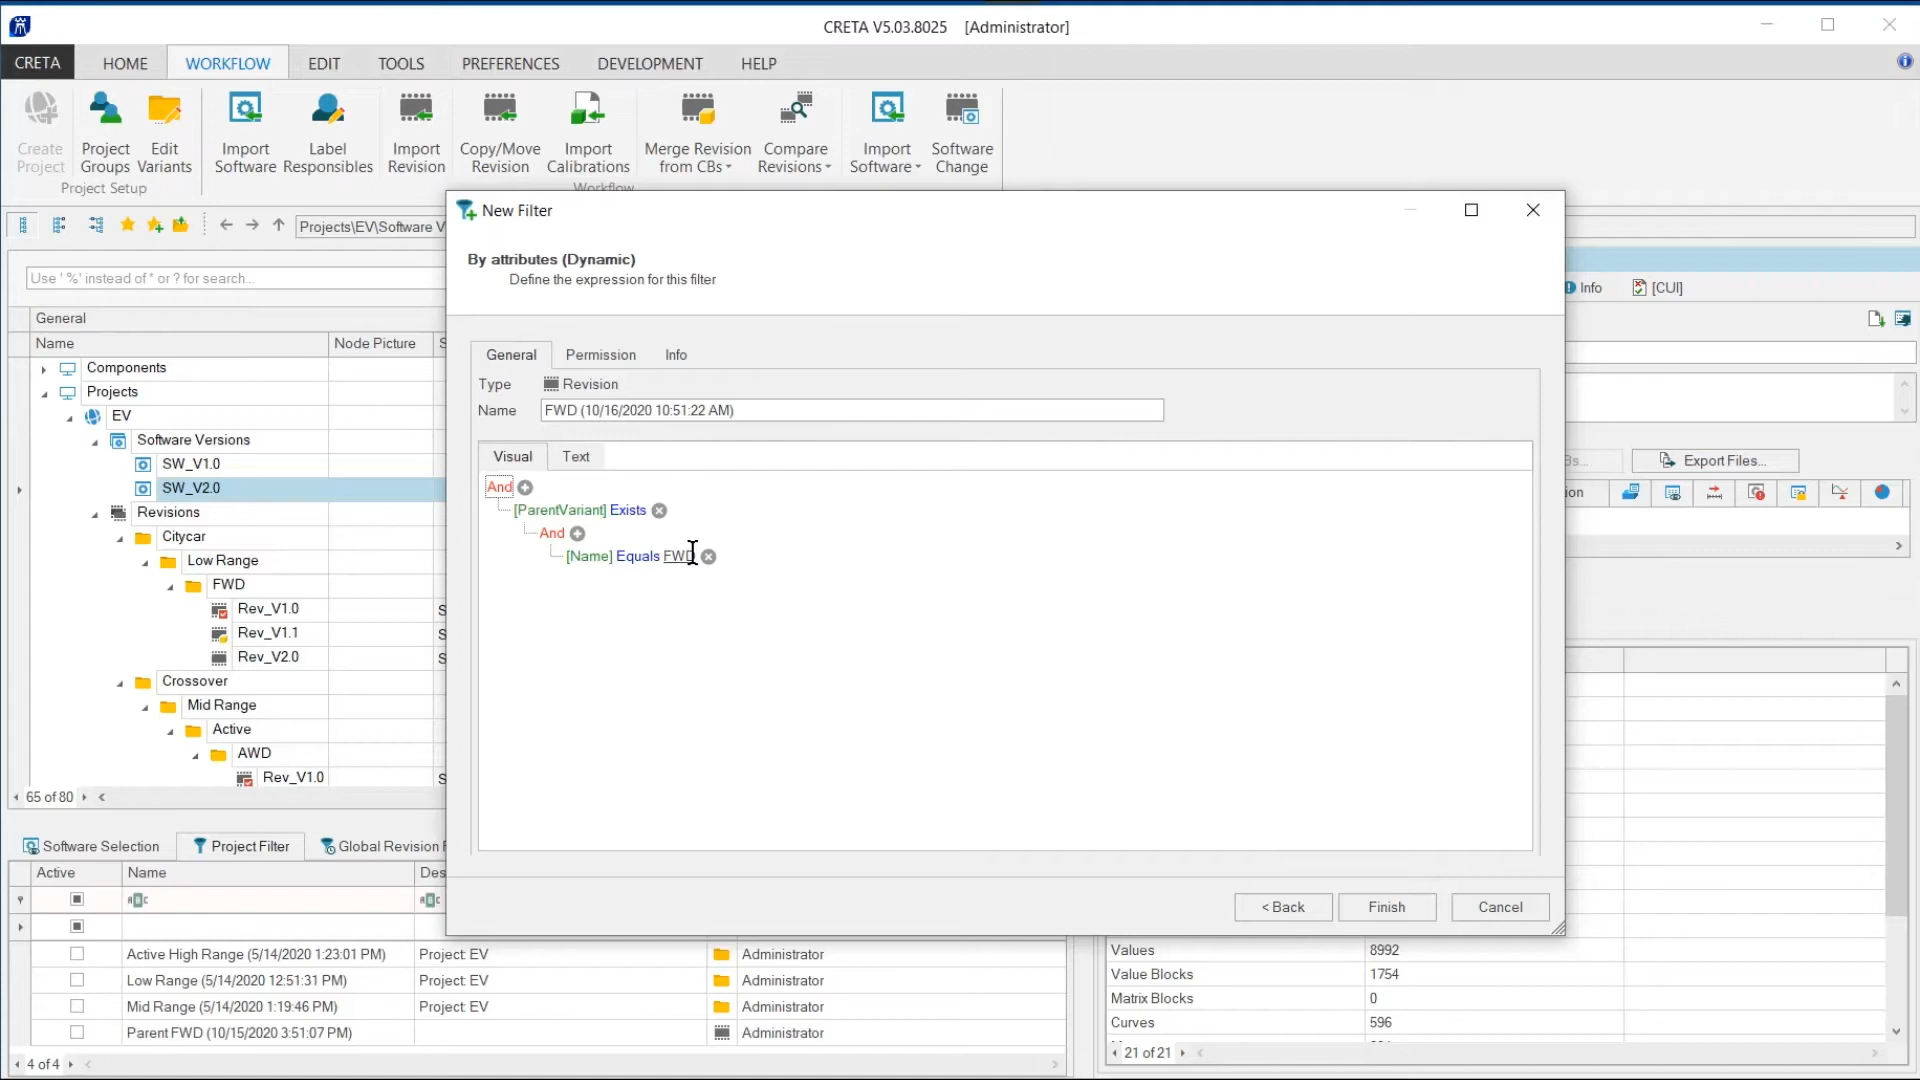 CRETA V5.03.8025 [Administrator]
CRETA HOME WORKFLOW EDIT TOOLS PREFERENCES DEVELOPMENT HELP
Create Project
Project Groups
Edit Variants
Import Software
Label Responsibles
Import Revision
Copy/Move Revision
Import Calibrations
Merge Revision from CBs
Compare Revisions
Import Software
Software Change
Project Setup
Workflow
Projects\EV\Software V
New Filter
By attributes (Dynamic)
Define the expression for this filter
Use ' %' instead of * or ? for search...
Info [CUI]
General
Name Node Picture S
Components
Projects
EV
Software Versions
SW_V1.0
SW_V2.0
Revisions
Citycar
Low Range
FWD
Rev_V1.0 S
Rev_V1.1 S
Rev_V2.0 S
Crossover
Mid Range
Active
AWD
Rev_V1.0 S
65 of 80
General Permission Info
Type Revision
Name FWD (10/16/2020 10:51:22 AM)
Visual Text
And
[ParentVariant] Exists
And
[Name] Equals FWD
Bs... Export Files...
ion
< Back Finish Cancel
Software Selection Project Filter Global Revision F
Active Name Des
Active High Range (5/14/2020 1:23:01 PM) Project: EV Administrator
Low Range (5/14/2020 12:51:31 PM) Project: EV Administrator
Mid Range (5/14/2020 1:19:46 PM) Project: EV Administrator
Parent FWD (10/15/2020 3:51:07 PM) Administrator
4 of 4
Values 8992
Value Blocks 1754
Matrix Blocks 0
Curves 596
21 of 21